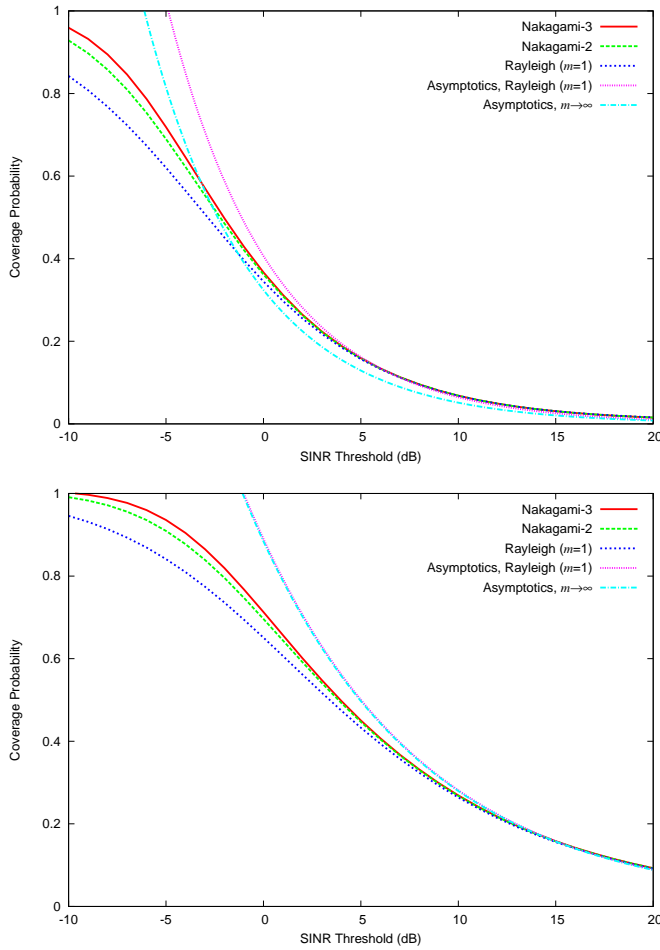 1
0.8
0.6
0.4
0.2
0
Coverage Probability
Nakagami-3
Nakagami-2
Rayleigh (m=1)
Asymptotics, Rayleigh (m=1)
Asymptotics, m→∞
-10 -5 0 5 10 15 20
SINR Threshold (dB)
1
0.8
0.6
0.4
0.2
0
Coverage Probability
Nakagami-3
Nakagami-2
Rayleigh (m=1)
Asymptotics, Rayleigh (m=1)
Asymptotics, m→∞
-10 -5 0 5 10 15 20
SINR Threshold (dB)